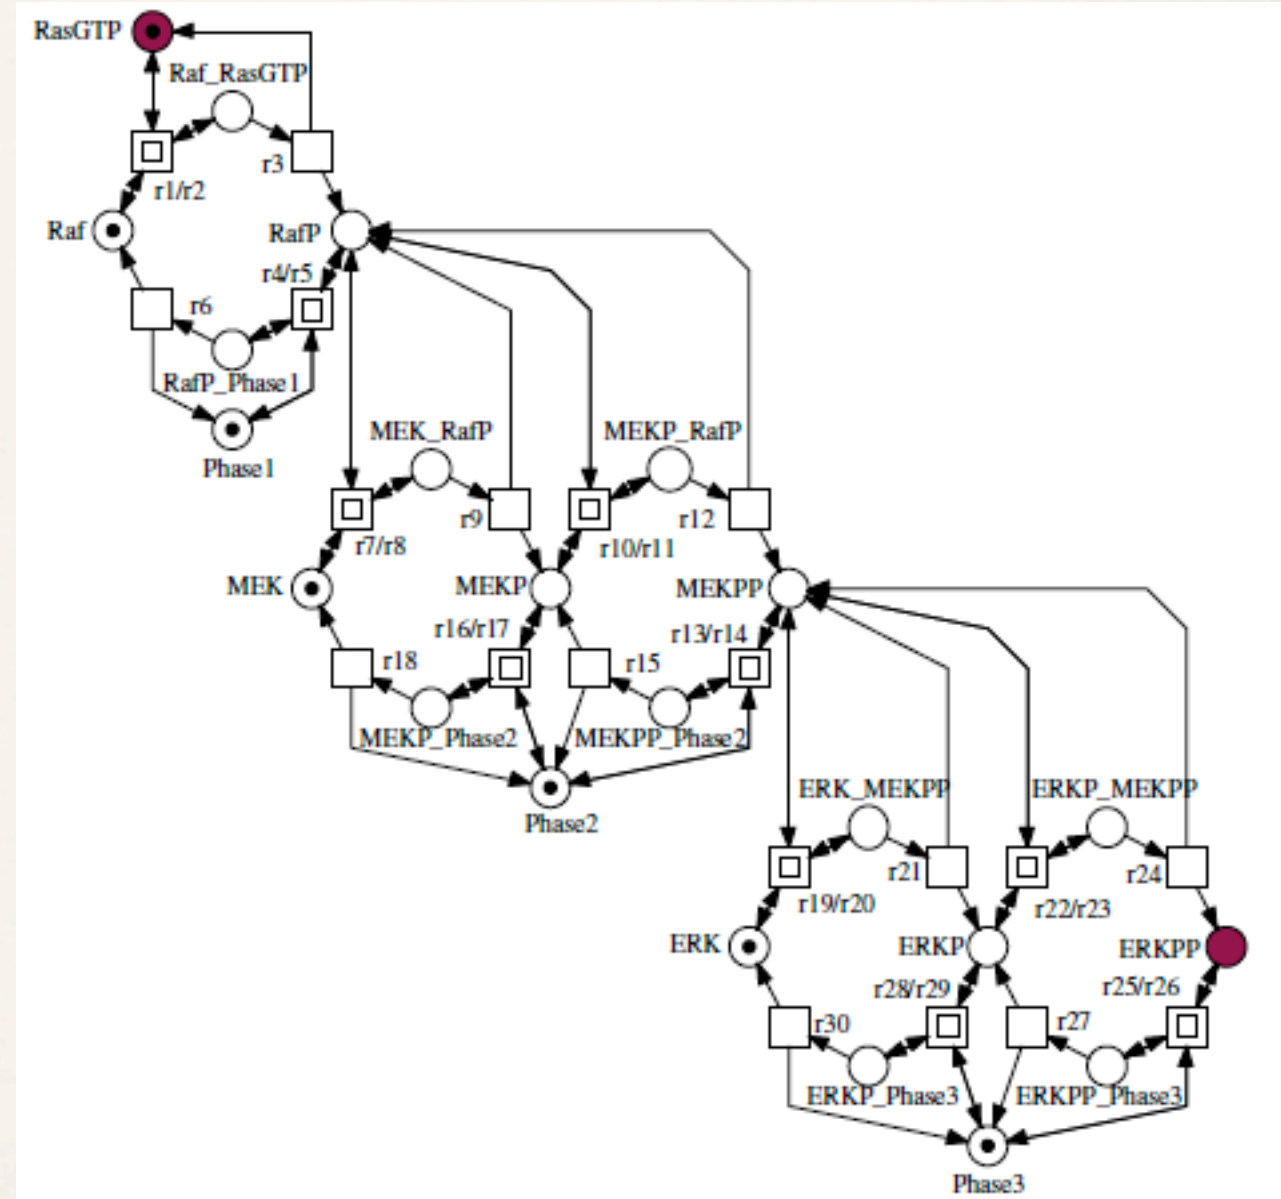 RasGTP
Raf_RasGTP
r3
r1/r2
Raf
RafP
r4/r5
r6
RafP_Phase1
Phase1
MEK_RafP
MEKP_RafP
r9
r12
r7/r8
r10/r11
MEK
MEKP
MEKPP
r16/r17
r13/r14
r18
r15
MEKP_Phase2
MEKPP_Phase2
Phase2
ERK_MEKPP
ERKP_MEKPP
r21
r24
r19/r20
r22/r23
ERK
ERKP
ERKPP
r28/r29
r25/r26
r30
r27
ERKP_Phase3
ERKPP_Phase3
Phase3